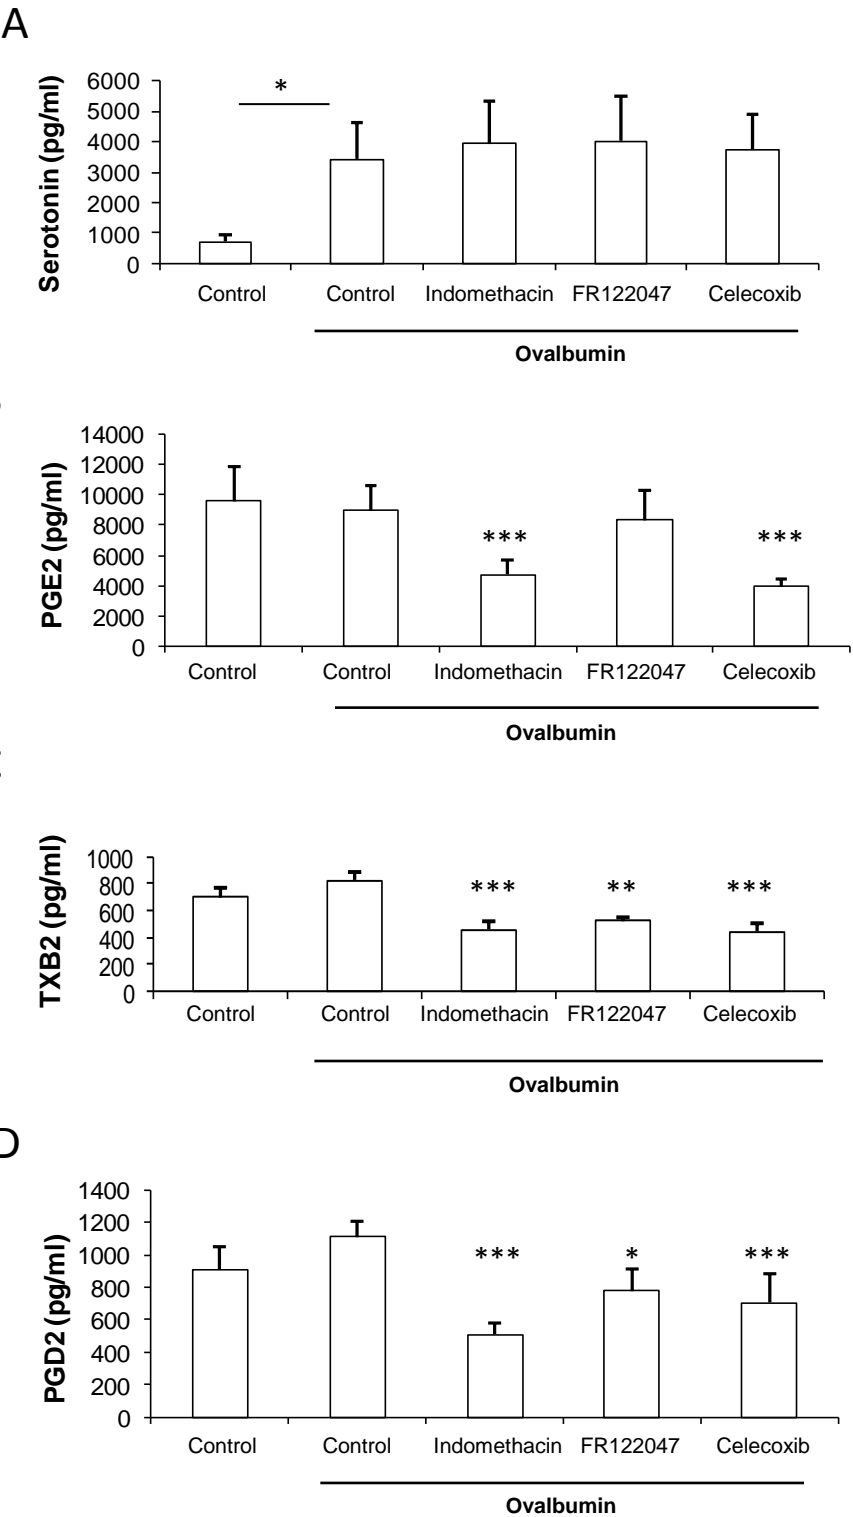 A
Serotonin (pg/ml)
*
6000
5000
4000
3000
2000
1000
0
Control Control Indomethacin FR122047 Celecoxib
Ovalbumin
PGE2 (pg/ml)
14000
12000
10000
8000
6000
4000
2000
0
*** ***
Control Control Indomethacin FR122047 Celecoxib
Ovalbumin
TXB2 (pg/ml)
1000
800
600
400
200
0
*** ** ***
Control Control Indomethacin FR122047 Celecoxib
Ovalbumin
D
PGD2 (pg/ml)
1400
1200
1000
800
600
400
200
0
*** * ***
Control Control Indomethacin FR122047 Celecoxib
Ovalbumin